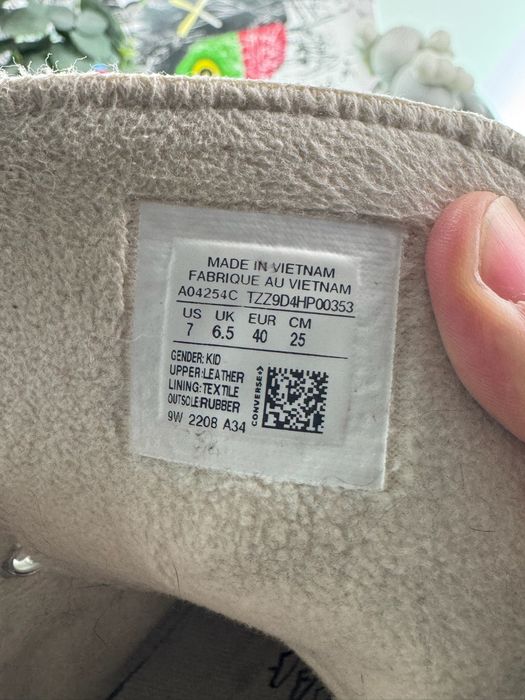 MADE IN VIETNAM
FABRIQUE AU VIETNAM
A04254C TZZ9D4HP00353
US UK EUR CM
7 6.5 40 25
GENDER: KID
UPPER:LEATHER
LINING: TEXTILE
OUTSOLE:RUBBER
9W 2208 A34
CONVERSE